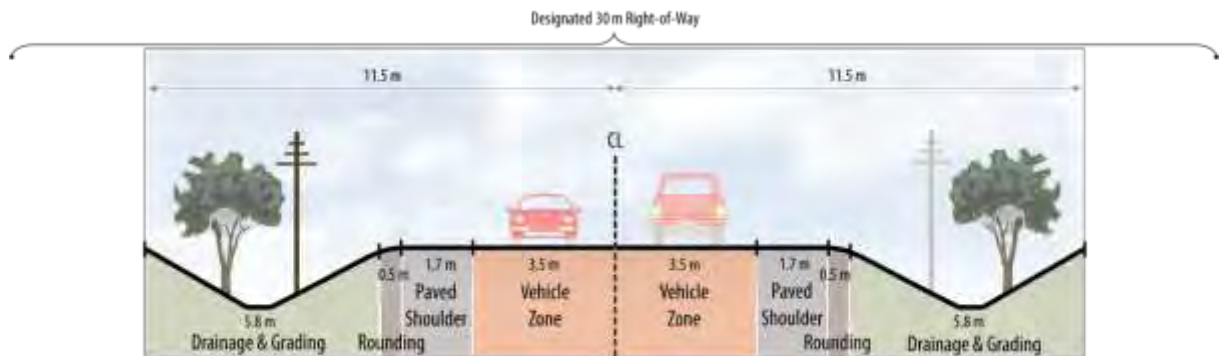 Designated 30 m Right-of-Way
11.5 m
11.5 m
CL
0.5 m
1.7 m
3.5 m
3.5 m
1.7 m
0.5 m
Paved
Shoulder
Vehicle
Zone
Vehicle
Zone
Paved
Shoulder
5.8 m
Drainage & Grading
Rounding
Rounding
5.8 m
Drainage & Grading